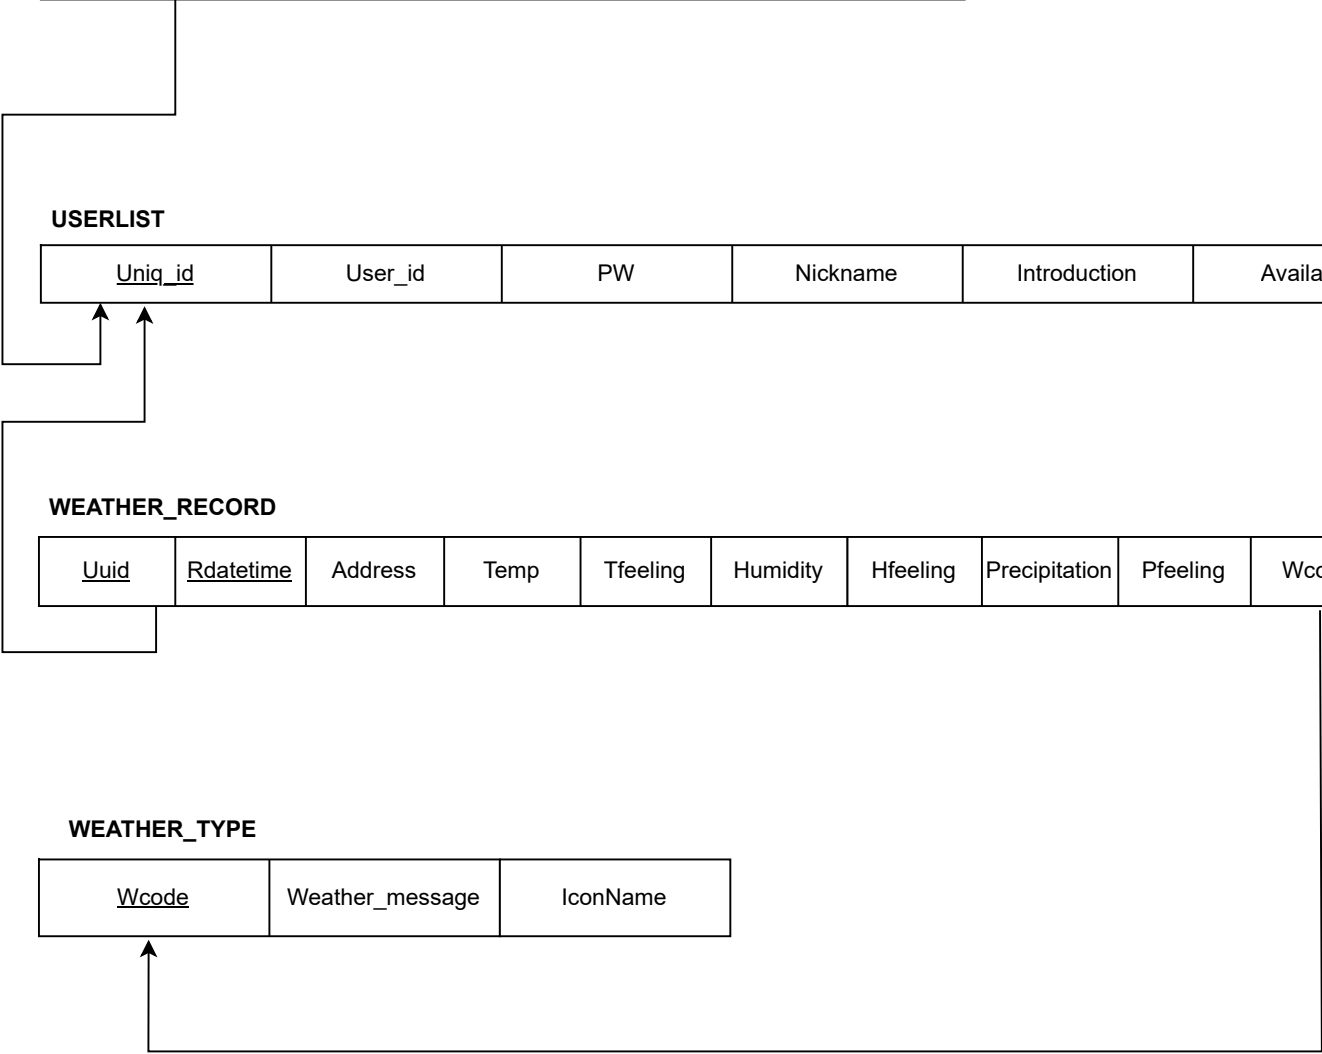 USERLIST
Uniq_id User_id PW Nickname Introduction
WEATHER_RECORD
Uuid Rdatetime Address Temp Tfeeling Humidity Hfeeling Precipitation Pfeeling
WEATHER_TYPE
Wcode Weather_message IconName